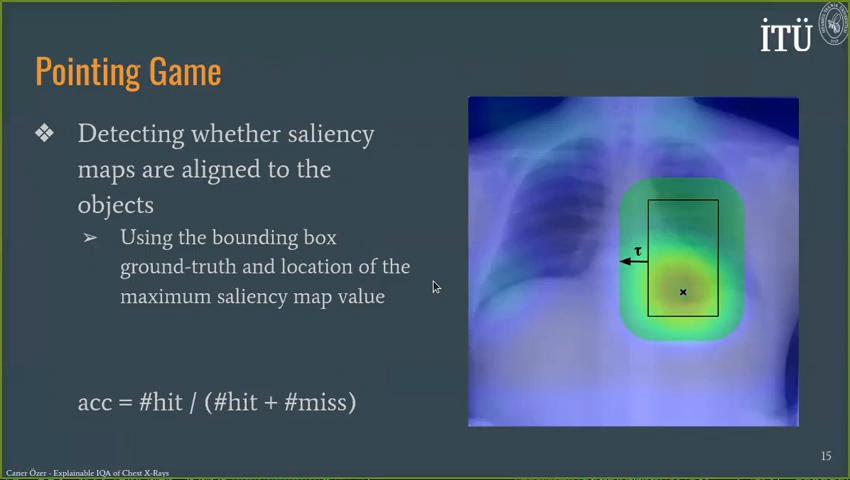 İTÜ
Pointing Game
❖ Detecting whether saliency
maps are aligned to the
objects
➢ Using the bounding box
ground-truth and location of the
maximum saliency map value
τ
acc = #hit / (#hit + #miss)
15
Caner Özer - Explainable IQA of Chest X-Rays